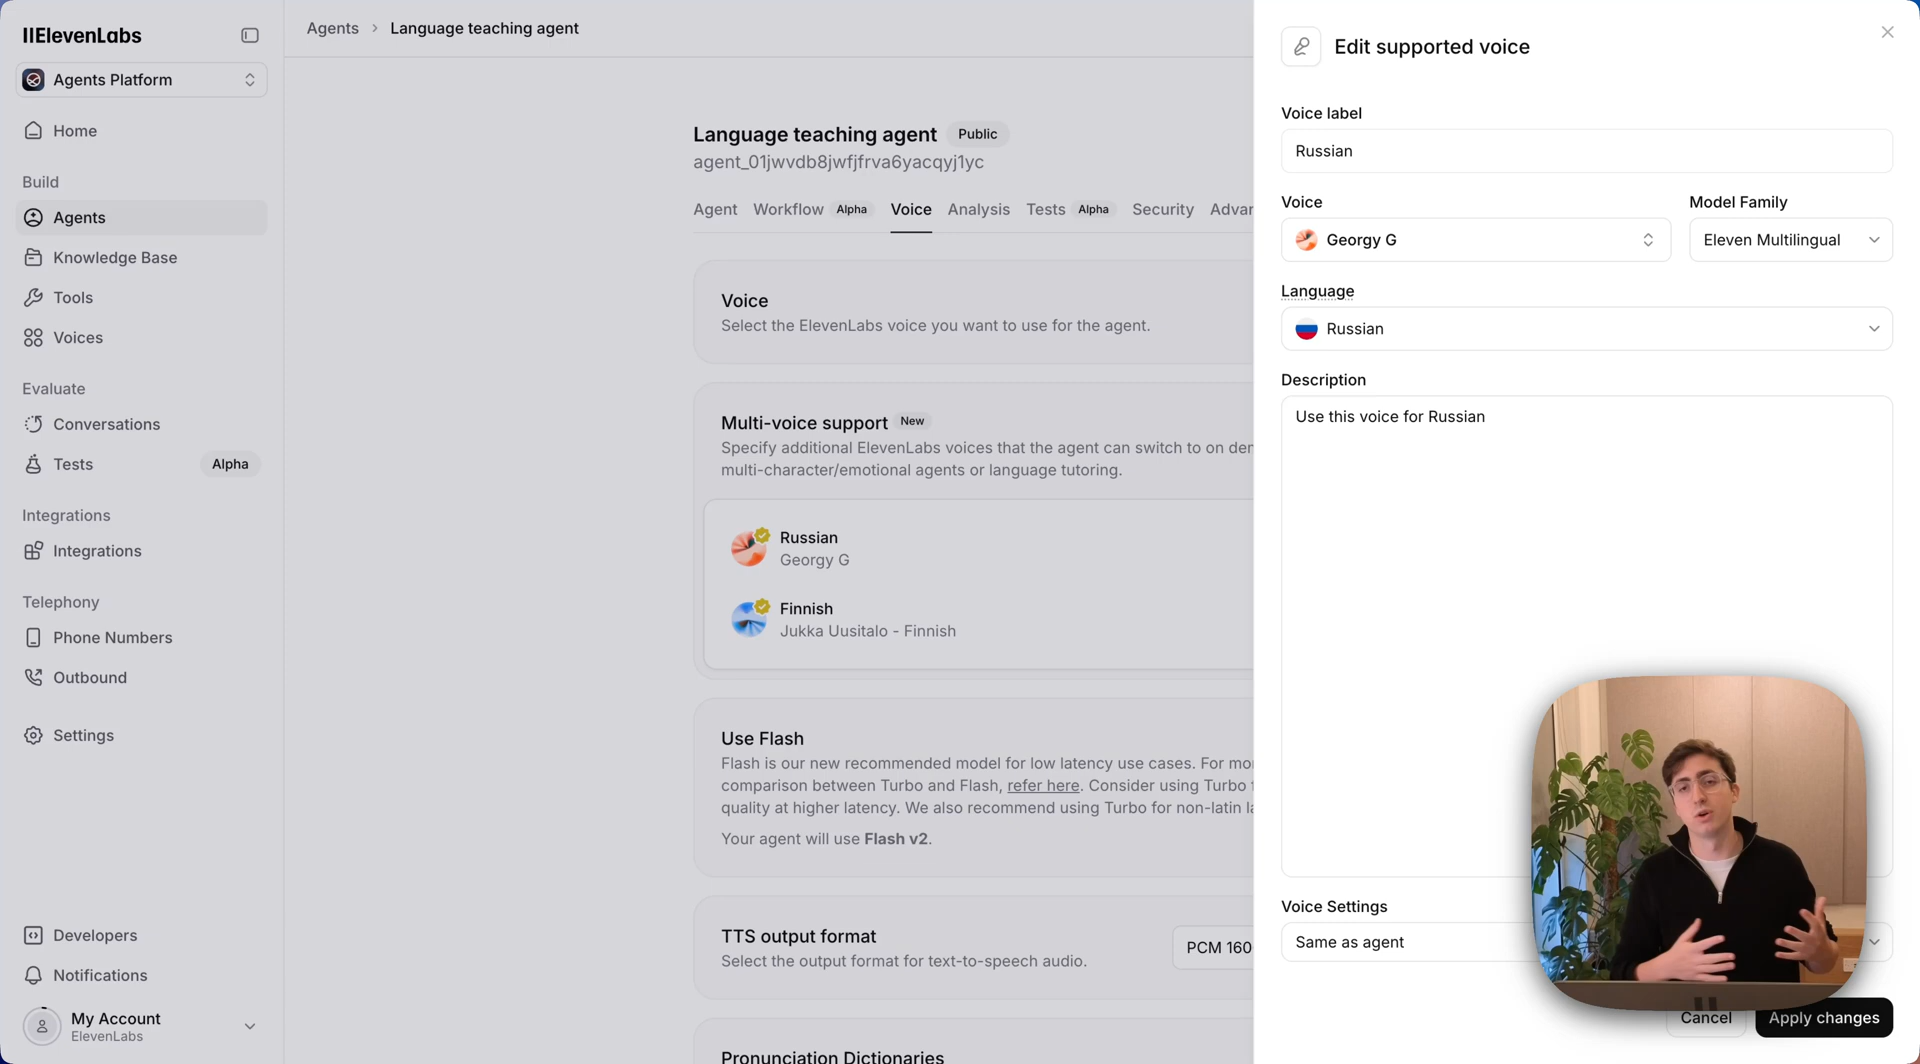 IIElevenLabs
Agents Platform
Home
Build
Agents
Knowledge Base
Tools
Voices
Evaluate
Conversations
Tests
Alpha
Integrations
Integrations
Telephony
Phone Numbers
Outbound
Settings
Developers
Notifications
My Account
ElevenLabs
Agents > Language teaching agent
Language teaching agent Public
agent_01jwvdb8jwfjfrva6yacqyj1yc
Agent Workflow Alpha Voice Analysis Tests Alpha Security Advar
Voice
Select the ElevenLabs voice you want to use for the agent.
Multi-voice support New
Specify additional ElevenLabs voices that the agent can switch to on den
multi-character/emotional agents or language tutoring.
Russian
Georgy G
Finnish
Jukka Uusitalo - Finnish
Use Flash
Flash is our new recommended model for low latency use cases. For mo
comparison between Turbo and Flash, refer here. Consider using Turbo
quality at higher latency. We also recommend using Turbo for non-latin la
Your agent will use Flash v2.
TTS output format
Select the output format for text-to-speech audio.
PCM 160
Pronunciation Dictionaries
Edit supported voice
Voice label
Russian
Voice
Model Family
Georgy G
Eleven Multilingual
Language
Russian
Description
Use this voice for Russian
Voice Settings
Same as agent
Cancel
Apply changes